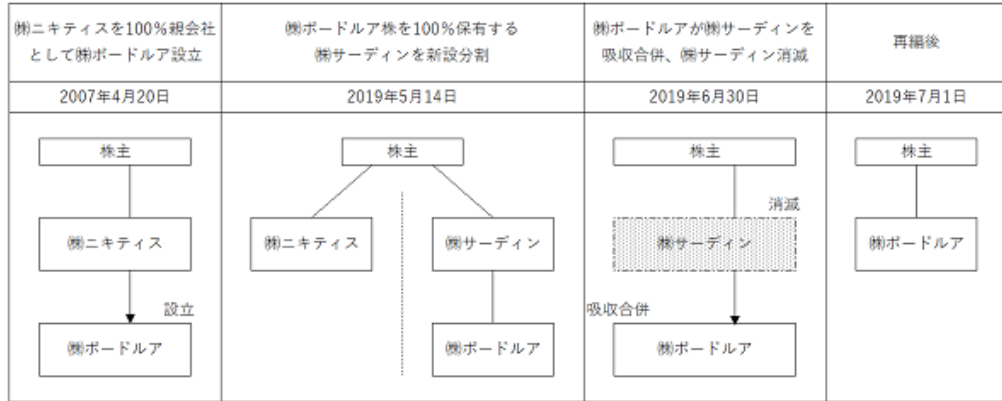 ㈱ニキティスを100％親会社
として㈱ボードルア設立
㈱ボードルア株を100％保有する
㈱サーディンを新設分割
㈱ボードルアが㈱サーディンを
吸収合併、㈱サーディン消滅
再編後
2007年4月20日
2019年5月14日
2019年6月30日
2019年7月1日
株主
株主
株主
株主
消滅
㈱ニキティス
㈱ニキティス
㈱サーディン
㈱サーディン
㈱ボードルア
設立
吸収合併
㈱ボードルア
㈱ボードルア
㈱ボードルア